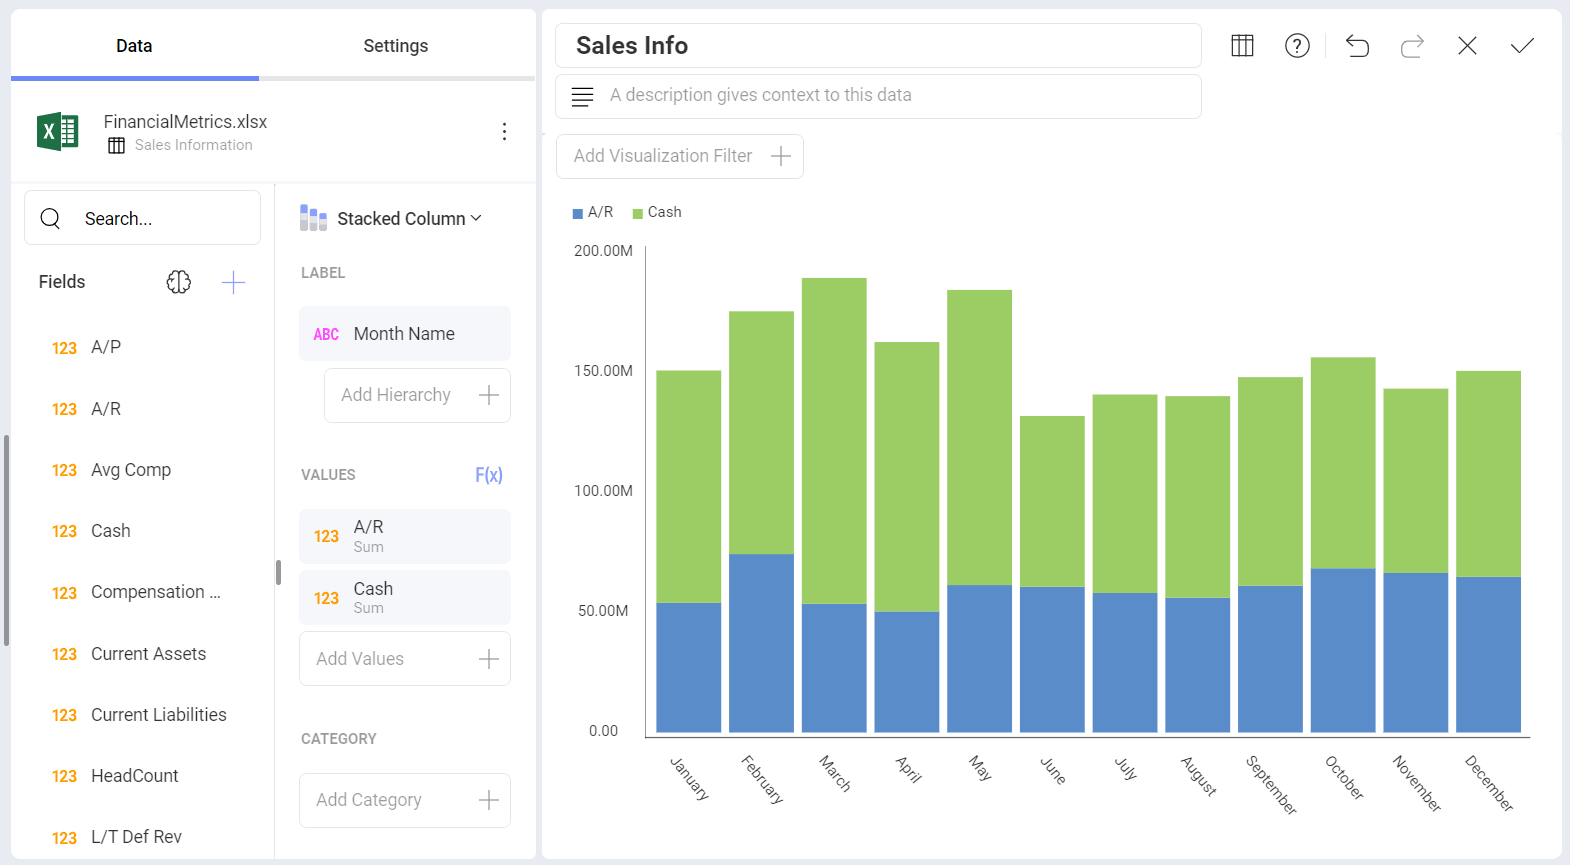 Data
Settings
X
FinancialMetrics.xlsx
Sales Information
Search...
Fields
123 A/P
123 A/R
123 Avg Comp
123 Cash
123 Compensation ...
123 Current Assets
123 Current Liabilities
123 HeadCount
123 L/T Def Rev
Stacked Column
LABEL
ABC Month Name
Add Hierarchy
VALUES F(x)
123 A/R
Sum
123 Cash
Sum
Add Values
CATEGORY
Add Category
Sales Info
?
A description gives context to this data
Add Visualization Filter
A/R Cash
200.00M
150.00M
100.00M
50.00M
0.00
January
February
March
April
May
June
July
August
September
October
November
December